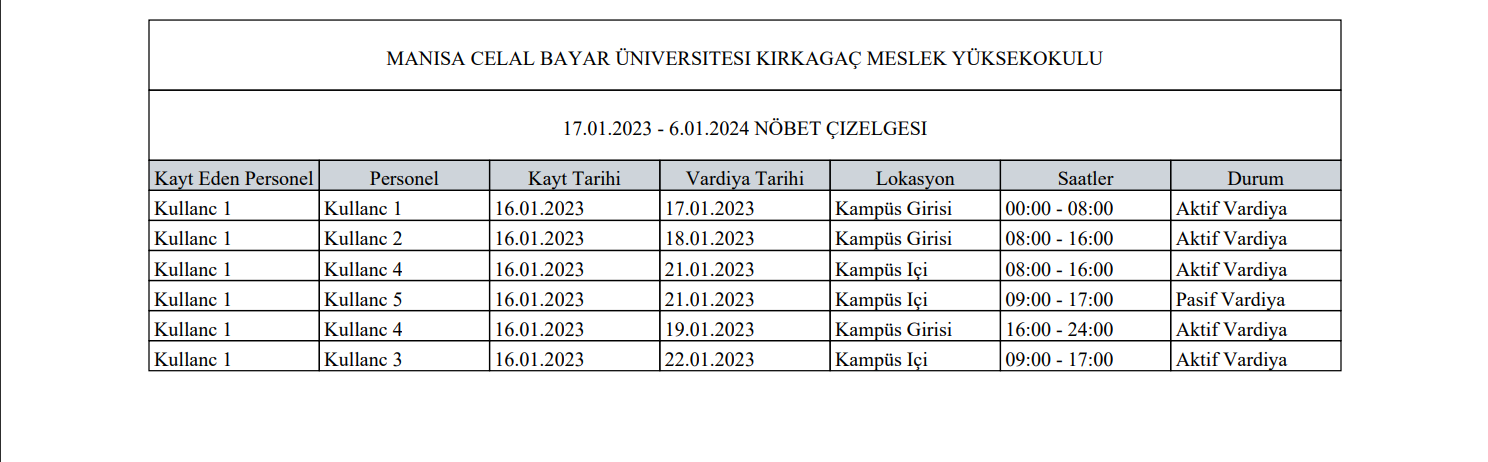 MANISA CELAL BAYAR ÜNIVERSITESI KIRKAGAÇ MESLEK YÜKSEKOKULU
17.01.2023 - 6.01.2024 NÖBET ÇIZELGESI
Kayt Eden Personel Personel Kayt Tarihi Vardiya Tarihi Lokasyon Saatler Durum
Kullanc 1 Kullanc 1 16.01.2023 17.01.2023 Kampüs Girisi 00:00 - 08:00 Aktif Vardiya
Kullanc 1 Kullanc 2 16.01.2023 18.01.2023 Kampüs Girisi 08:00 - 16:00 Aktif Vardiya
Kullanc 1 Kullanc 4 16.01.2023 21.01.2023 Kampüs Içi 08:00 - 16:00 Aktif Vardiya
Kullanc 1 Kullanc 5 16.01.2023 21.01.2023 Kampüs Içi 09:00 - 17:00 Pasif Vardiya
Kullanc 1 Kullanc 4 16.01.2023 19.01.2023 Kampüs Girisi 16:00 - 24:00 Aktif Vardiya
Kullanc 1 Kullanc 3 16.01.2023 22.01.2023 Kampüs Içi 09:00 - 17:00 Aktif Vardiya